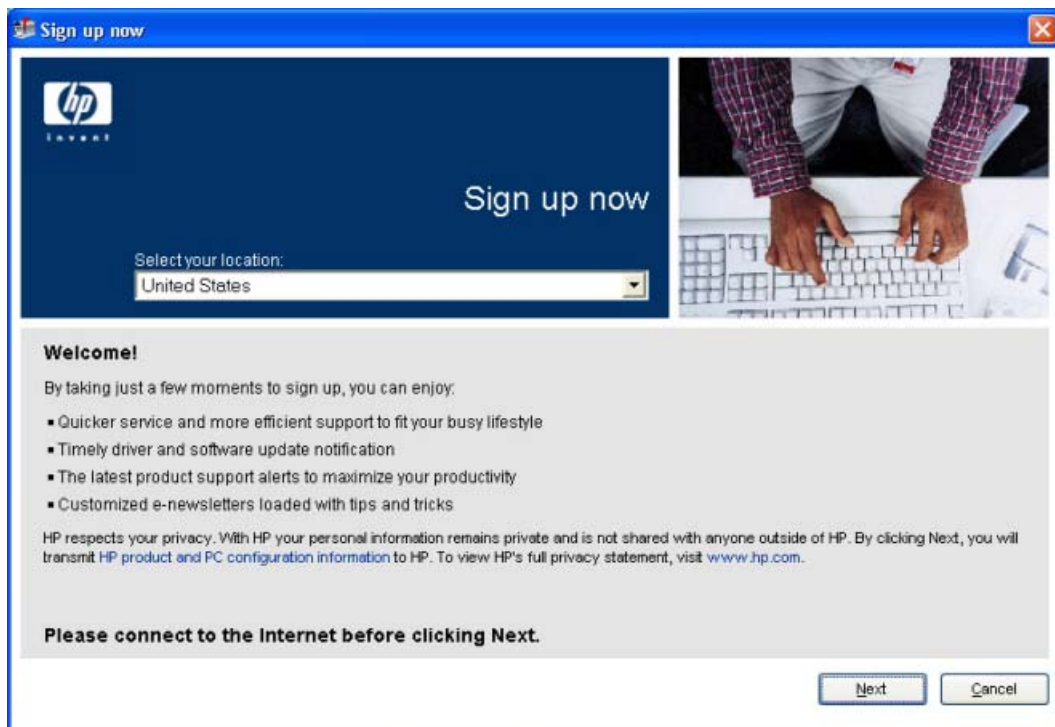 Sign up now
hp
invent
Sign up now
Select your location:
United States
Welcome!
By taking just a few moments to sign up, you can enjoy:
▪ Quicker service and more efficient support to fit your busy lifestyle
▪ Timely driver and software update notification
▪ The latest product support alerts to maximize your productivity
▪ Customized e-newsletters loaded with tips and tricks
HP respects your privacy. With HP your personal information remains private and is not shared with anyone outside of HP. By clicking Next, you will
transmit HP product and PC configuration information to HP. To view HP's full privacy statement, visit www.hp.com.
Please connect to the Internet before clicking Next.
Next
Cancel